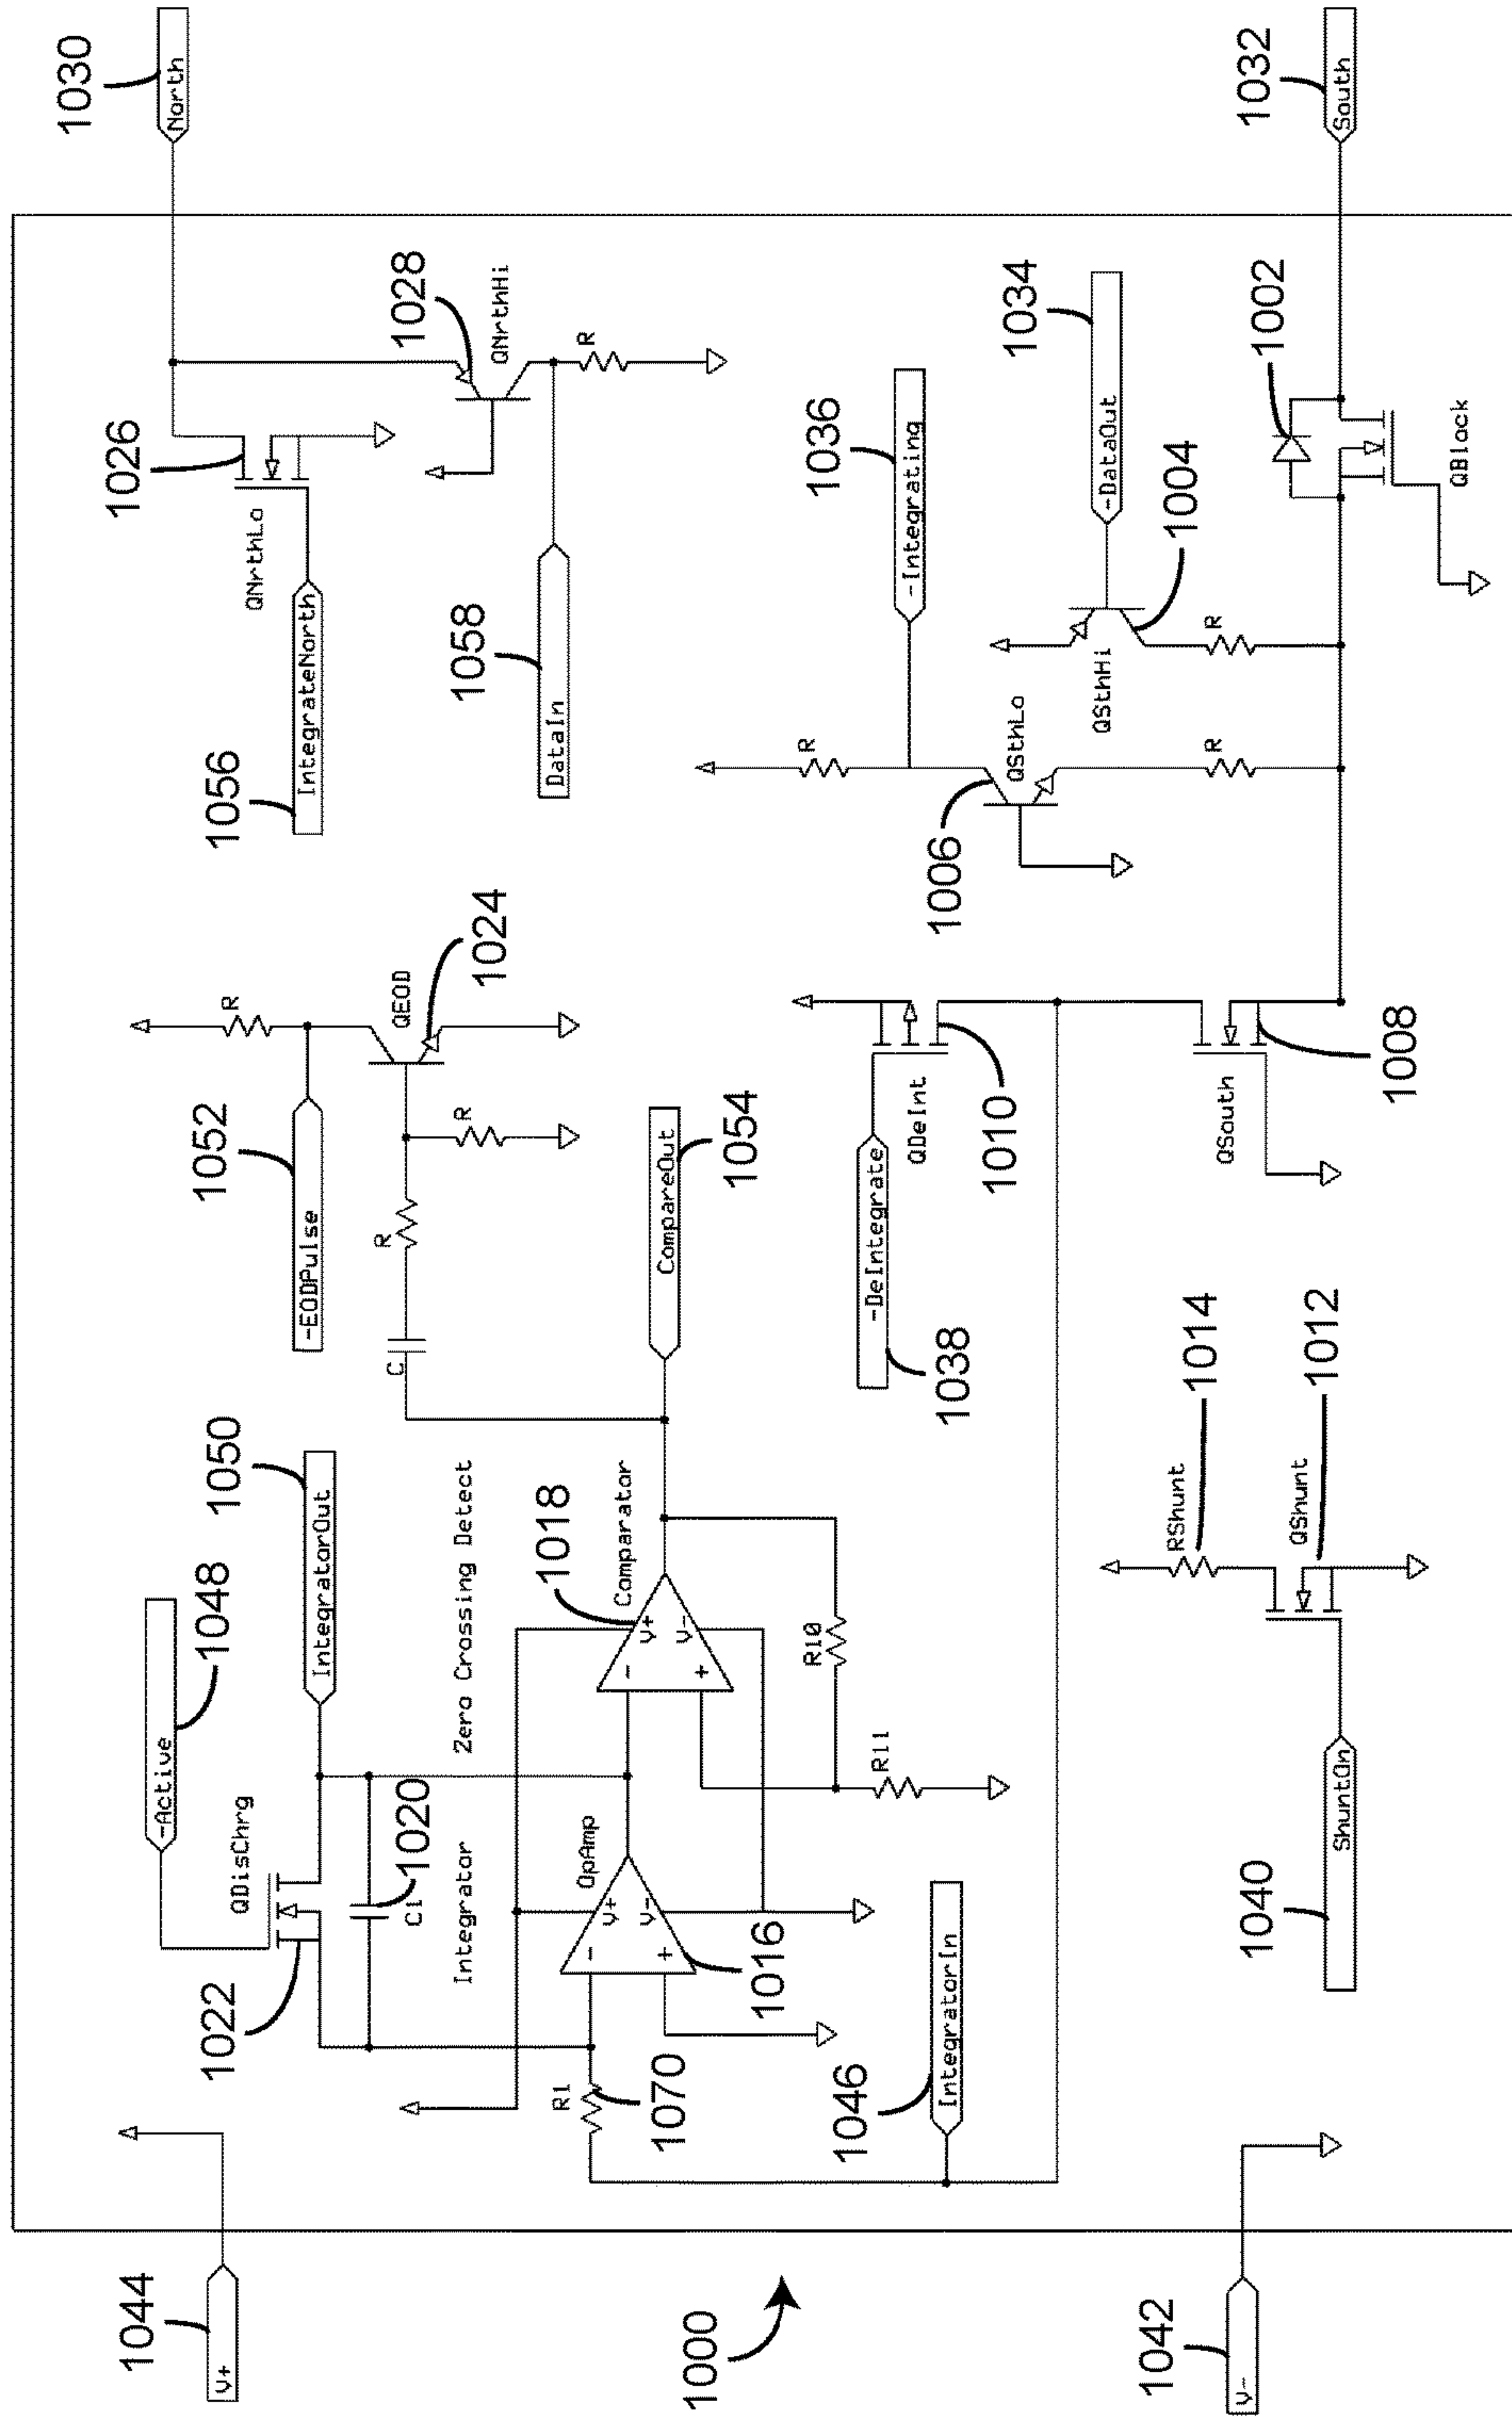 1030
North
1026
QNrthLo
1028
QNrthHi
R
1056
IntegrateNorth
1058
DataIn
1052
-EODPulse
R
QEOD
1024
R
R
C
1048
-Active
1050
IntegratorOut
QDisChrg
1022
C1
1020
Integrator
Zero Crossing Detect
OpAmp
V+
V-
-
+
1016
1018
Comparator
V+
V-
-
+
R10
R11
1054
CompareOut
R1
1070
1046
IntegratorIn
1044
V+
1000
1042
V-
1036
-Integrating
R
1006
QSthLo
R
1034
-DataOut
1004
QSthHi
R
1002
QBlock
1032
South
1038
-DeIntegrate
QDeInt
1010
QSouth
1008
1014
RShunt
1012
QShunt
1040
ShuntOn